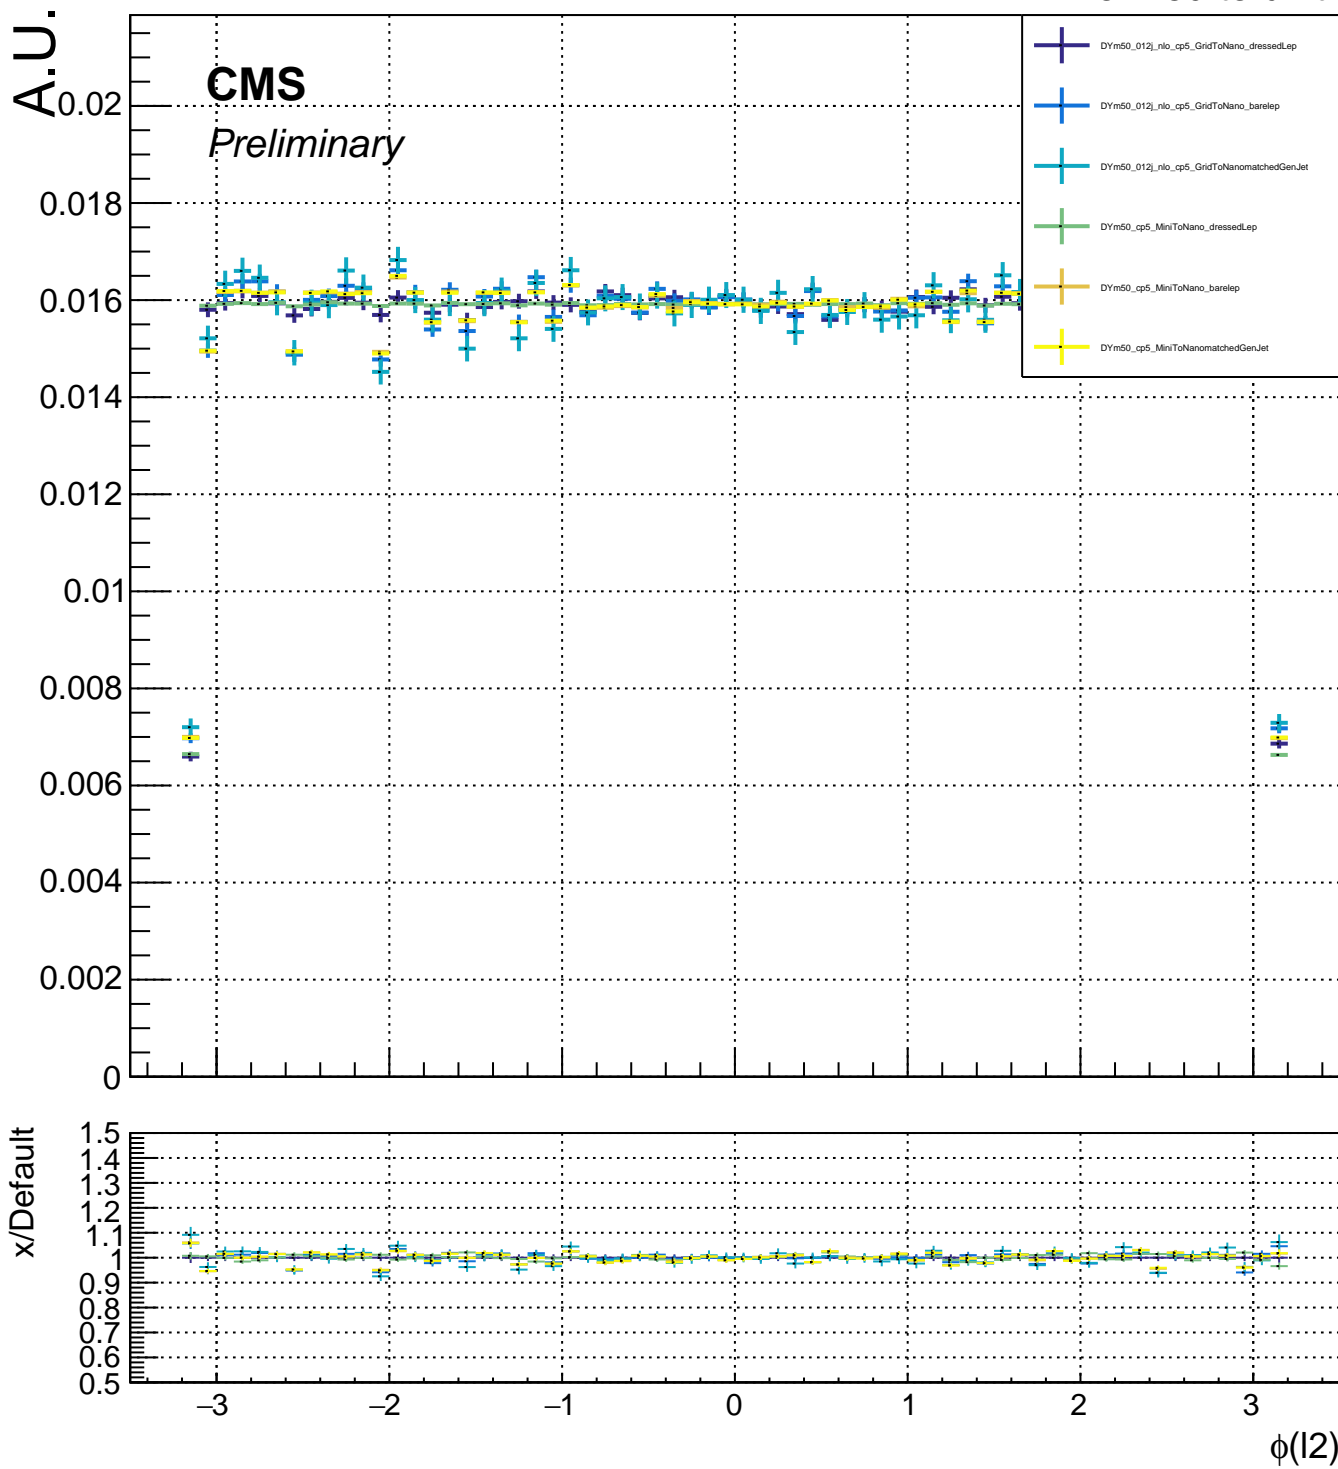 A.U.
CMS
Preliminary
DYm50_012j_nlo_cp5_GridToNano_dressedLep
DYm50_012j_nlo_cp5_GridToNano_barelep
DYm50_012j_nlo_cp5_GridToNanomatchedGenJet
DYm50_cp5_MiniToNano_dressedLep
DYm50_cp5_MiniToNano_barelep
DYm50_cp5_MiniToNanomatchedGenJet
0.02
0.018
0.016
0.014
0.012
0.01
0.008
0.006
0.004
0.002
0
x/Default
1.5
1.4
1.3
1.2
1.1
1
0.9
0.8
0.7
0.6
0.5
−3 −2 −1 0 1 2 3
ϕ(l2)